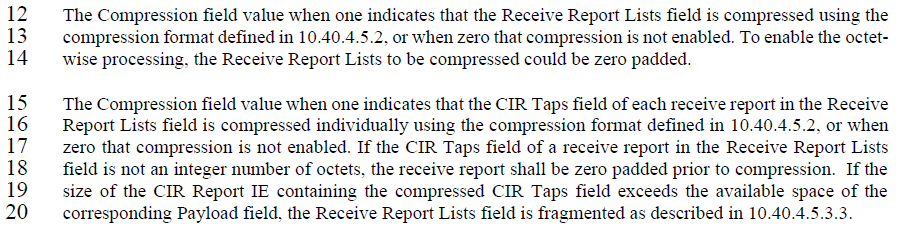 12 The Compression field value when one indicates that the Receive Report Lists field is compressed using the
13 compression format defined in 10.40.4.5.2, or when zero that compression is not enabled. To enable the octet-
14 wise processing, the Receive Report Lists to be compressed could be zero padded.
15 The Compression field value when one indicates that the CIR Taps field of each receive report in the Receive
16 Report Lists field is compressed individually using the compression format defined in 10.40.4.5.2, or when
17 zero that compression is not enabled. If the CIR Taps field of a receive report in the Receive Report Lists
18 field is not an integer number of octets, the receive report shall be zero padded prior to compression. If the
19 size of the CIR Report IE containing the compressed CIR Taps field exceeds the available space of the
20 corresponding Payload field, the Receive Report Lists field is fragmented as described in 10.40.4.5.3.3.